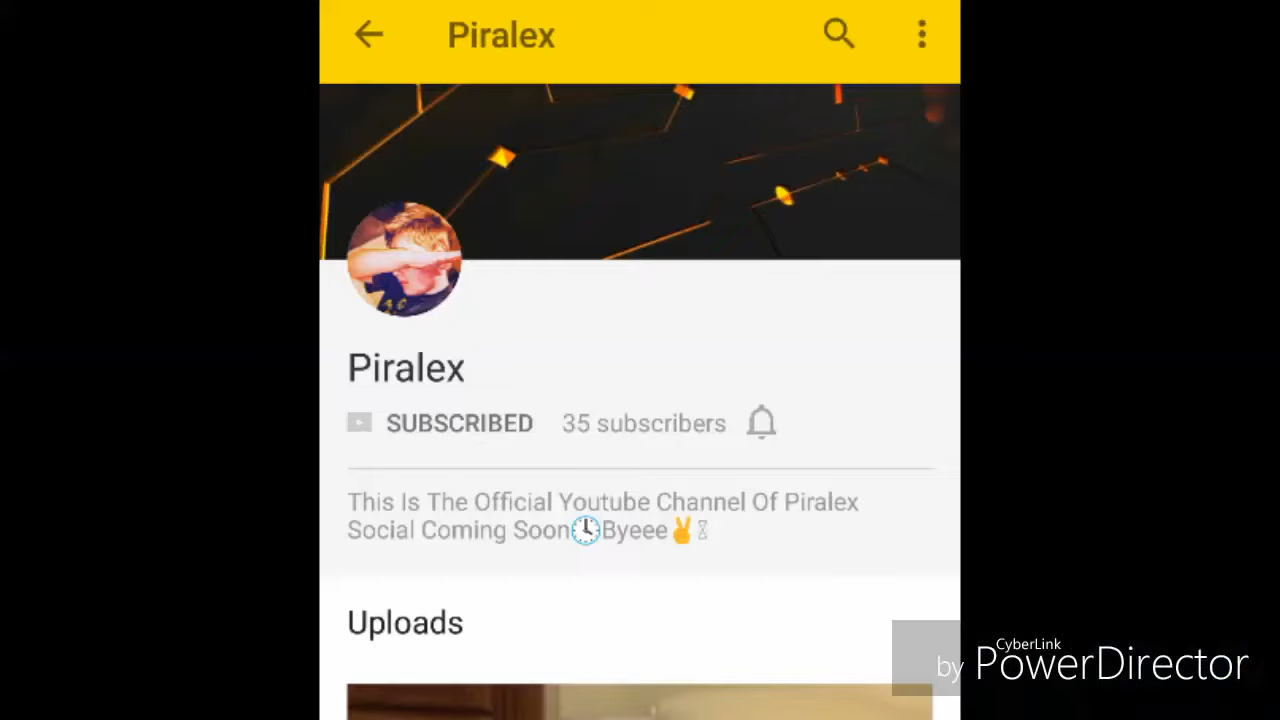 Piralex
Piralex
SUBSCRIBED 35 subscribers
This Is The Official Youtube Channel Of Piralex
Social Coming Soon🕓Byeee✌️⌛
Uploads
CyberLink
by PowerDirector